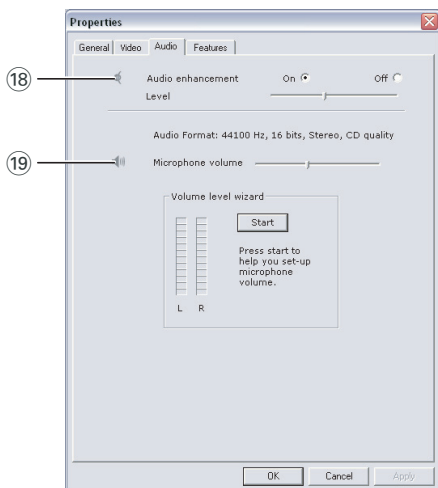 Properties
General Video Audio Features
⑱ Audio enhancement On Off
Level
Audio Format: 44100 Hz, 16 bits, Stereo, CD quality
⑲ Microphone volume
Volume level wizard
Start
Press start to
help you set-up
microphone
volume.
L R
OK Cancel Apply